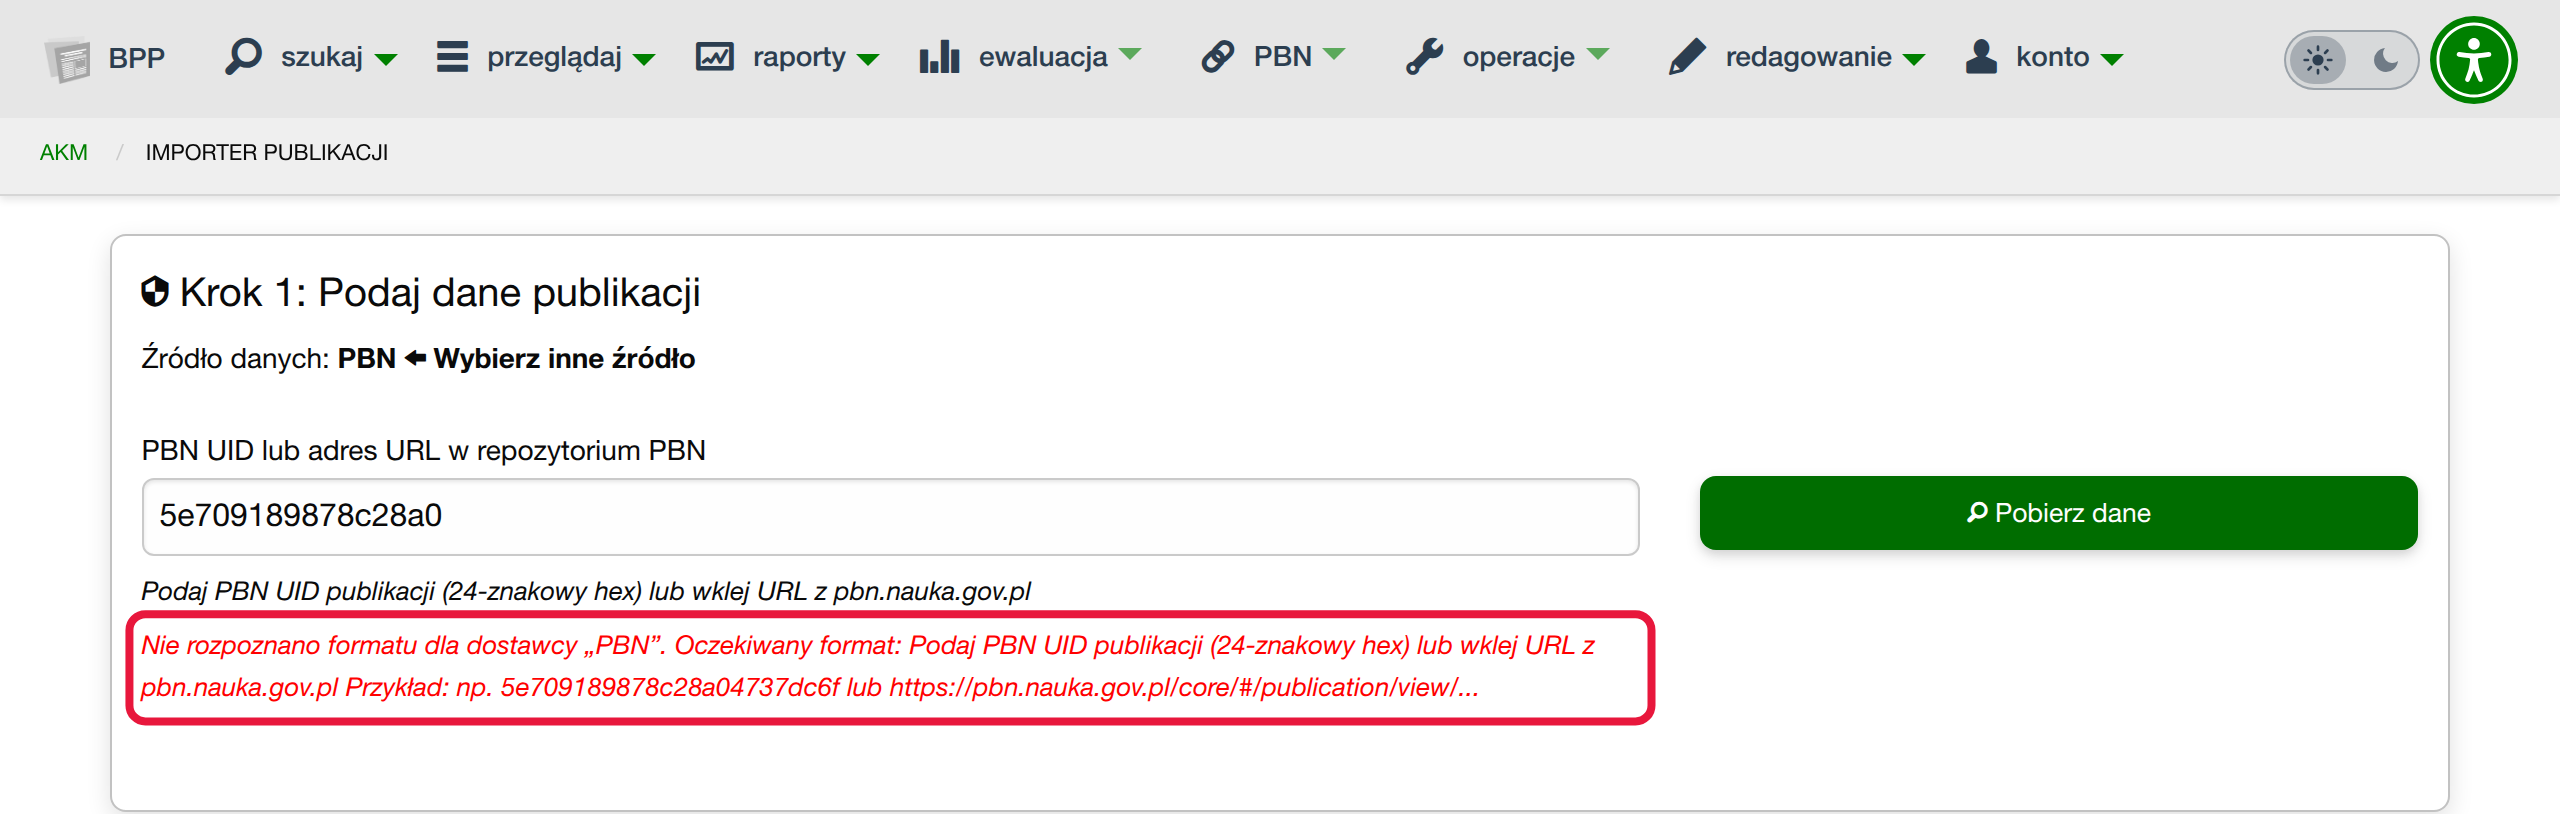 BPP szukaj przeglądaj raporty ewaluacja PBN operacje redagowanie konto
AKM / IMPORTER PUBLIKACJI
Krok 1: Podaj dane publikacji
Źródło danych: PBN Wybierz inne źródło
PBN UID lub adres URL w repozytorium PBN
5e709189878c28a0
Pobierz dane
Podaj PBN UID publikacji (24-znakowy hex) lub wklej URL z pbn.nauka.gov.pl
Nie rozpoznano formatu dla dostawcy „PBN”. Oczekiwany format: Podaj PBN UID publikacji (24-znakowy hex) lub wklej URL z
pbn.nauka.gov.pl Przykład: np. 5e709189878c28a04737dc6f lub https://pbn.nauka.gov.pl/core/#/publication/view/...